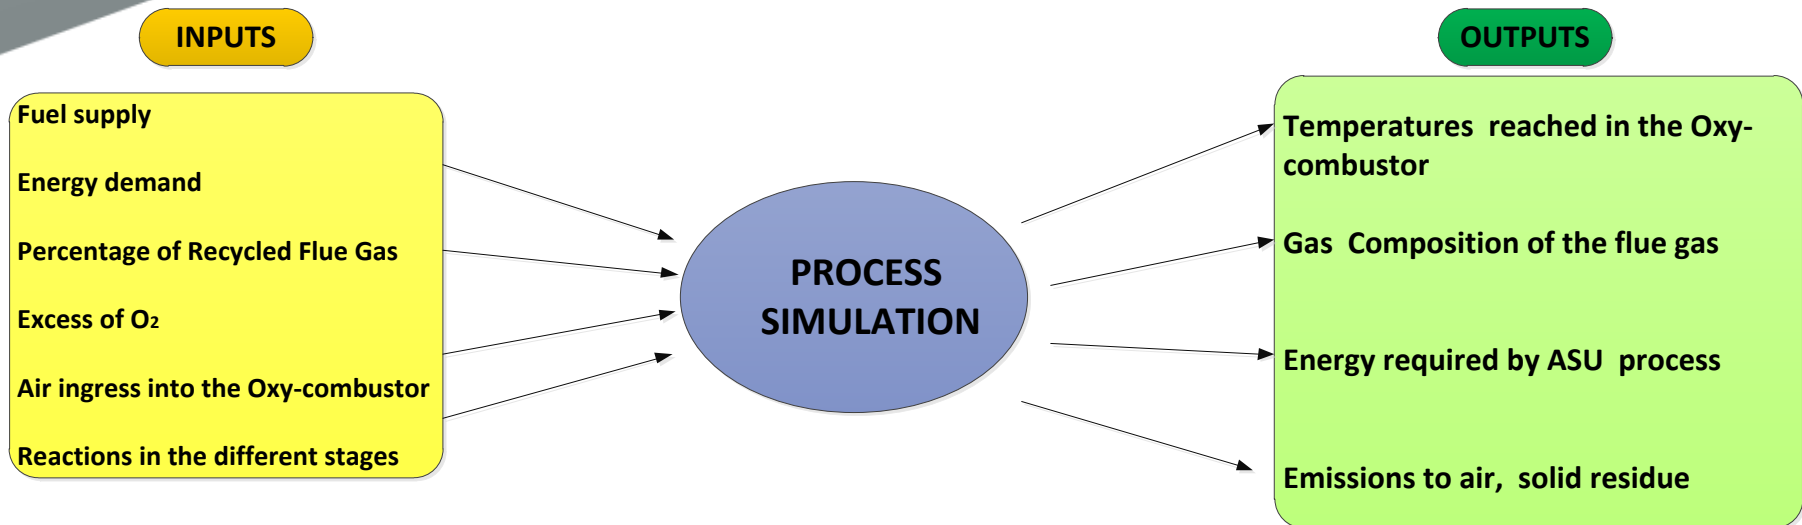 INPUTS
Fuel supply
Energy demand
Percentage of Recycled Flue Gas
Excess of O₂
Air ingress into the Oxy-combustor
Reactions in the different stages
PROCESS
SIMULATION
OUTPUTS
Temperatures reached in the Oxy-
combustor
Gas Composition of the flue gas
Energy required by ASU process
Emissions to air, solid residue